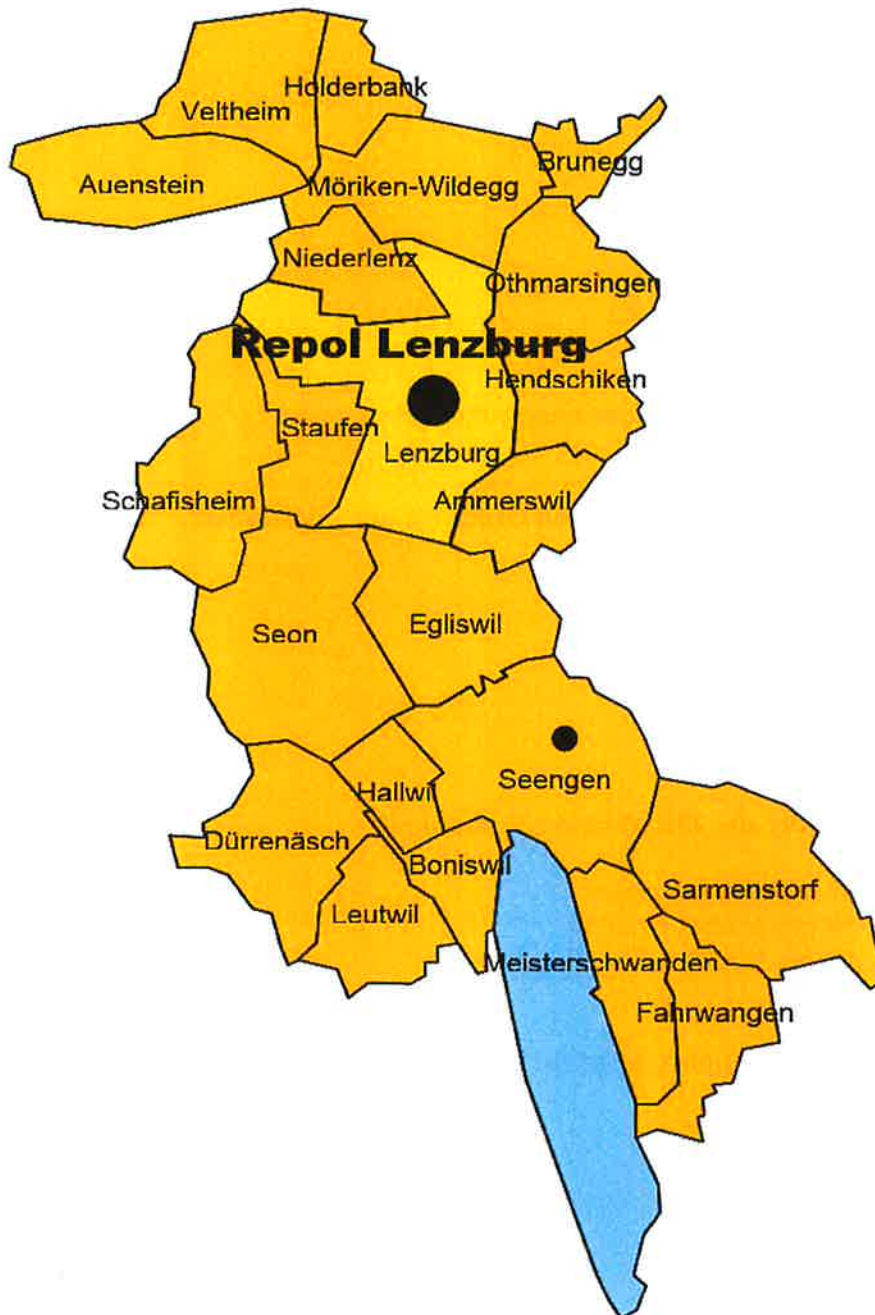 Holderbank
Veltheim
Brunegg
Auenstein
Möriken-Wildegg
Niederlenz
Othmarsingen
Repol Lenzburg
Hendschiken
Staufen
Lenzburg
Schafisheim
Ammerswil
Seon
Egliswil
Seengen
Hallwil
Dürrenäsch
Boniswil
Sarmenstorf
Leutwil
Meisterschwanden
Fahrwangen